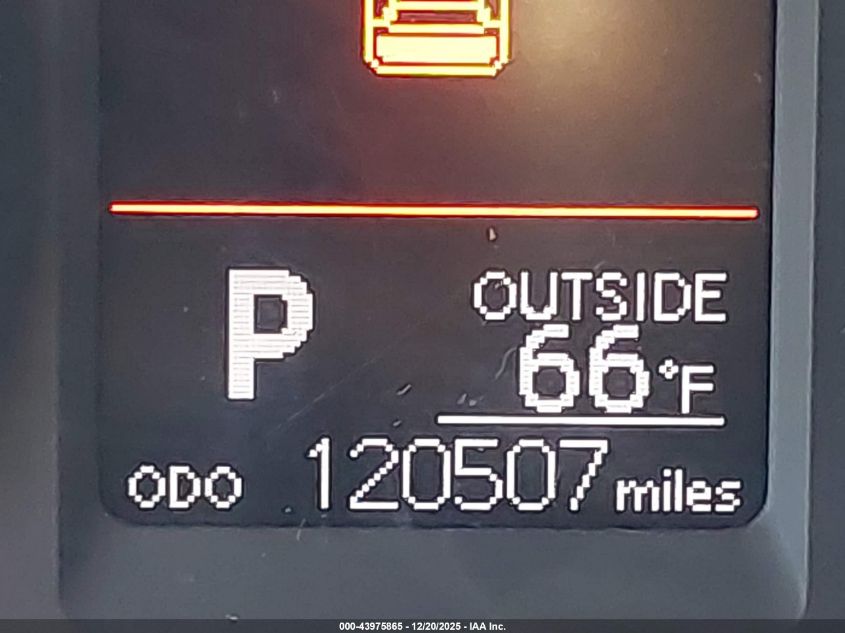 P
OUTSIDE
66°F
ODO 120507 miles
000-43975865 - 12/20/2025 - IAA Inc.